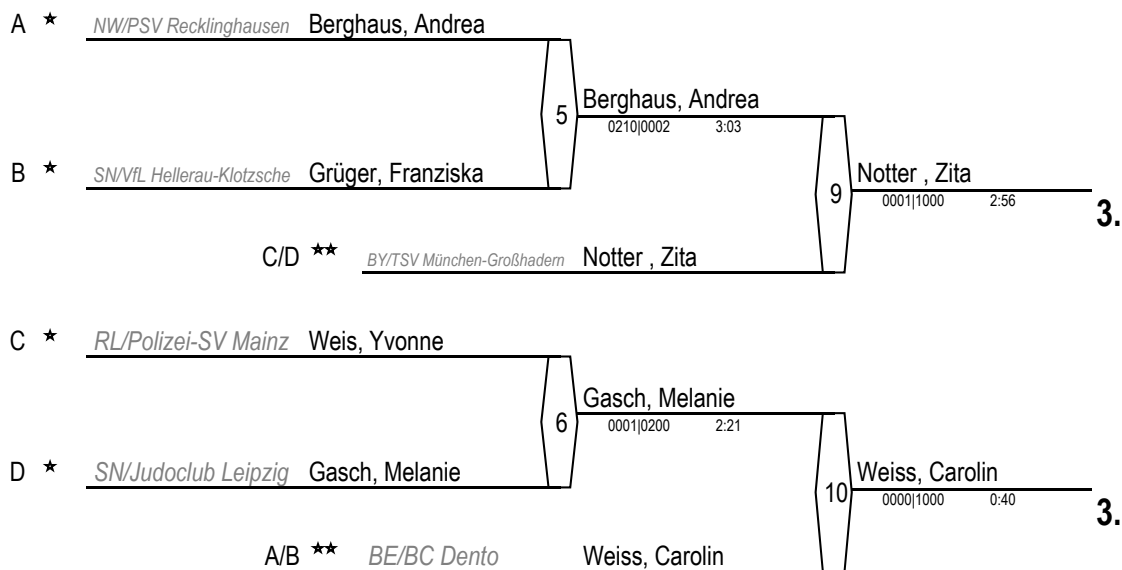 A ★ NW/PSV Recklinghausen Berghaus, Andrea
5 Berghaus, Andrea
0210|0002 3:03
B ★ SN/VfL Hellerau-Klotzsche Grüger, Franziska
9 Notter , Zita
0001|1000 2:56
3.
C/D ★★ BY/TSV München-Großhadern Notter , Zita
C ★ RL/Polizei-SV Mainz Weis, Yvonne
6 Gasch, Melanie
0001|0200 2:21
D ★ SN/Judoclub Leipzig Gasch, Melanie
10 Weiss, Carolin
0000|1000 0:40
3.
A/B ★★ BE/BC Dento Weiss, Carolin